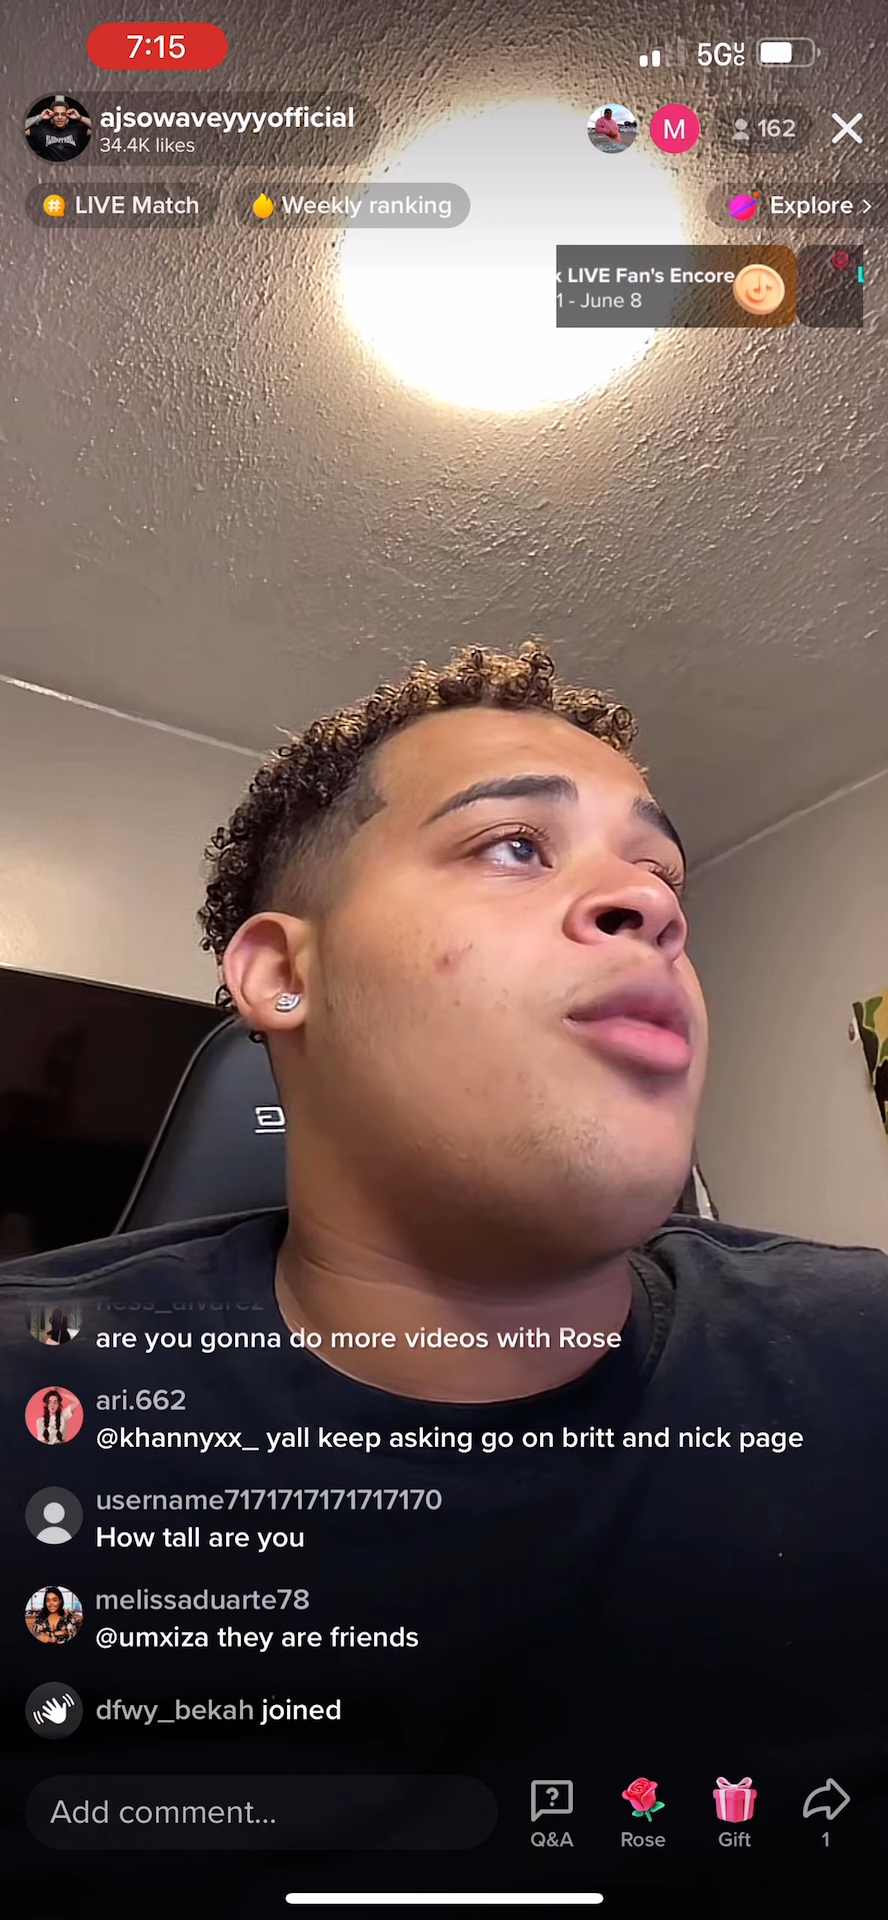 7:15
5G UC
ajsowaveyyyofficial
34.4K likes
M
162
LIVE Match
Weekly ranking
Explore >
LIVE Fan's Encore
1 - June 8
are you gonna do more videos with Rose
ari.662
@khannyxx_ yall keep asking go on britt and nick page
username7171717171717170
How tall are you
melissaduarte78
@umxiza they are friends
dfwy_bekah joined
Add comment...
Q&A
Rose
Gift
1